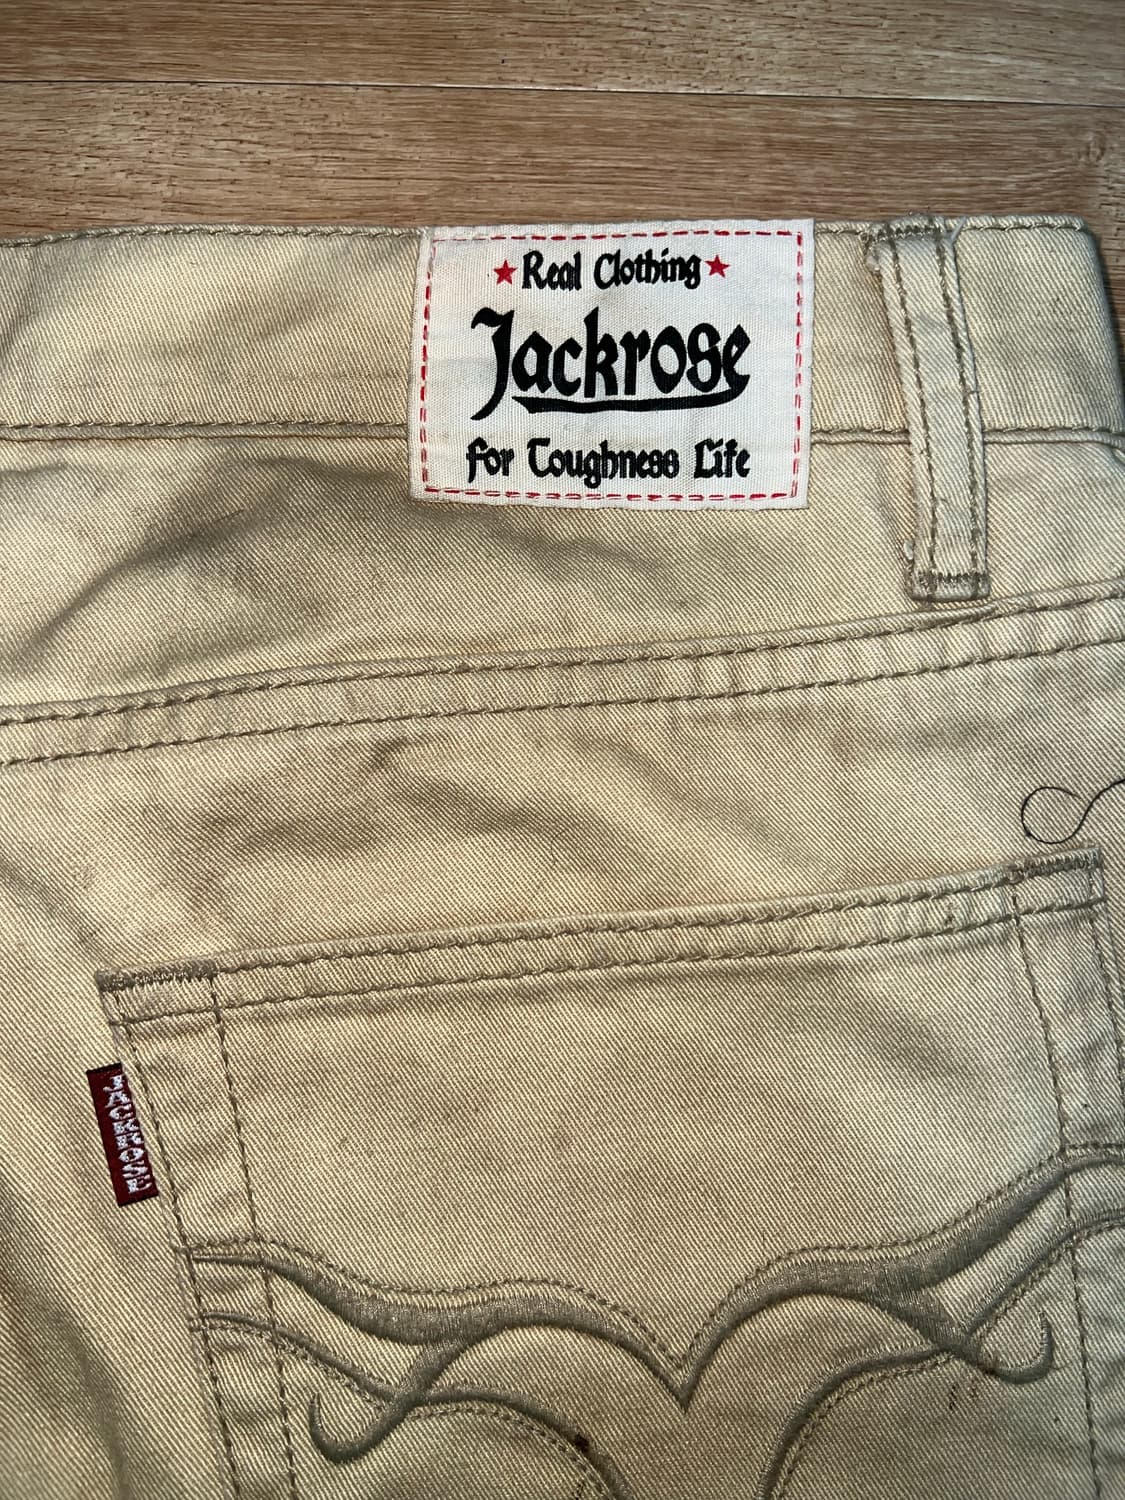 Real Clothing
Jackrose
for Toughness Life
JACKROSE